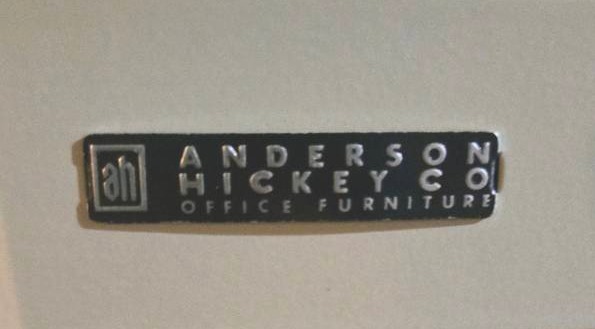 ah
ANDERSON
HICKEY CO
OFFICE FURNITURE